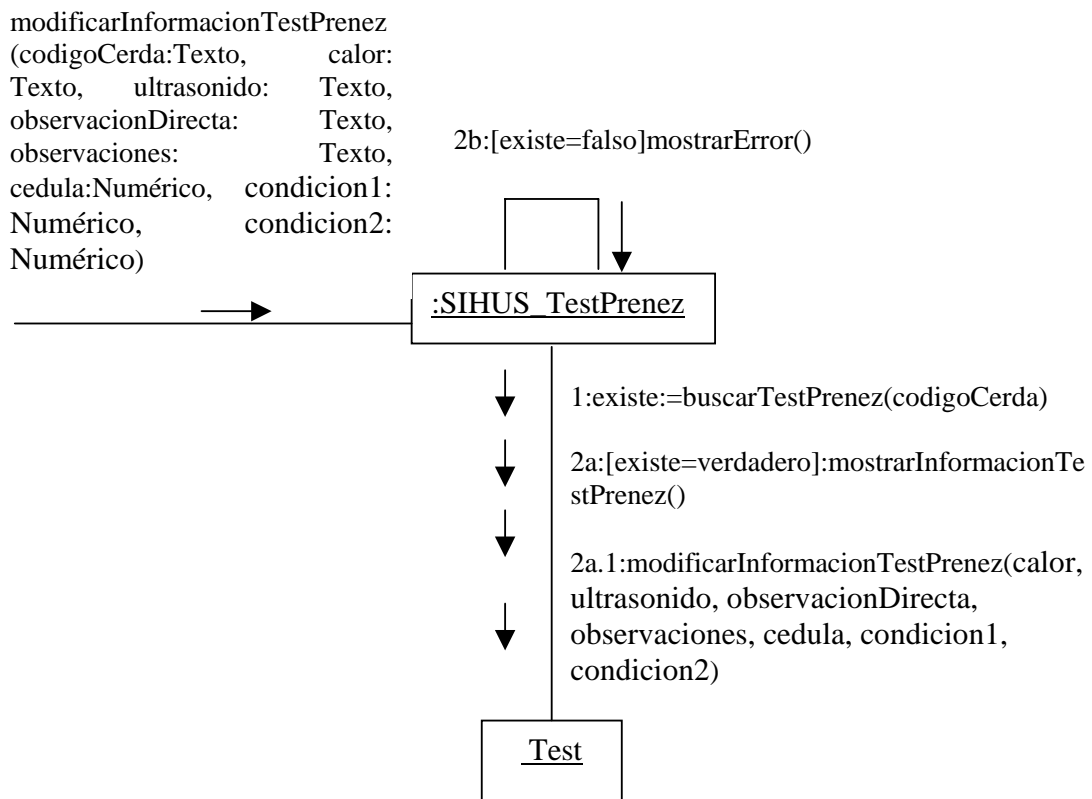 modificarInformacionTestPrenez
(codigoCerda:Texto, calor:
Texto, ultrasonido: Texto,
observacionDirecta: Texto,
observaciones: Texto,
cedula:Numérico, condicion1:
Numérico, condicion2:
Numérico)
2b:[existe=falso]mostrarError()
:SIHUS_TestPrenez
1:existe:=buscarTestPrenez(codigoCerda)
2a:[existe=verdadero]:mostrarInformacionTe
stPrenez()
2a.1:modificarInformacionTestPrenez(calor,
ultrasonido, observacionDirecta,
observaciones, cedula, condicion1,
condicion2)
Test